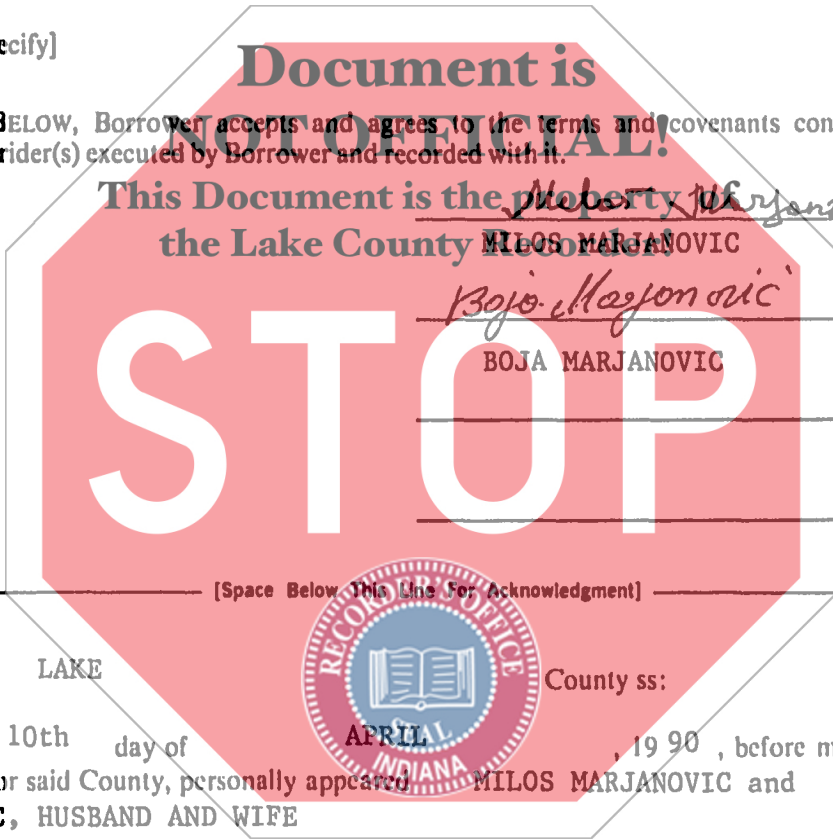 ecify]
Document is
BELOW, Borrower accepts and agrees to the terms and covenants con
NOT OFFICIAL!
rider(s) executed by Borrower and recorded with it.
This Document is the property of
the Lake County Recorder!
MILOS MARJANOVIC
Boja Marjanovic
BOJA MARJANOVIC
STOP
[Space Below This Line For Acknowledgment]
RECORDER'S OFFICE
SEAL
INDIANA
LAKE
County ss:
10th day of APRIL , 19 90 , before m
or said County, personally appeared MILOS MARJANOVIC and
C, HUSBAND AND WIFE